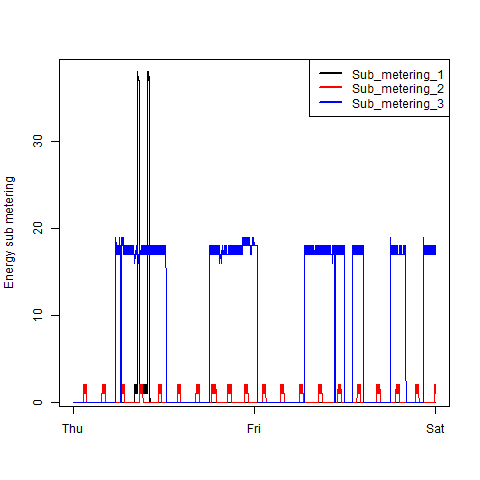 Sub_metering_1
Sub_metering_2
Sub_metering_3
Energy sub metering
30
20
10
0
Thu Fri Sat